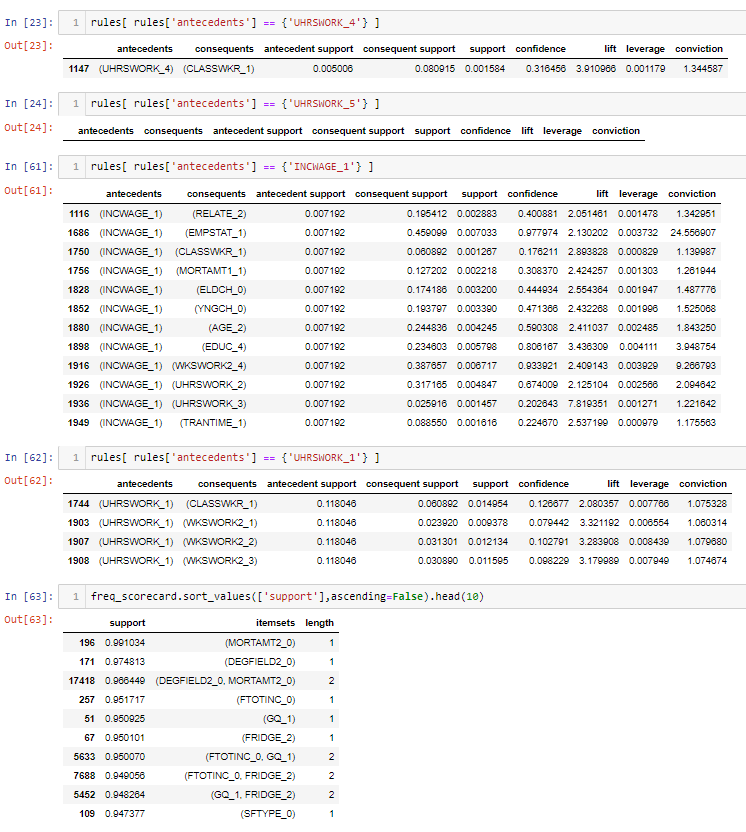 In [23]: 1 rules[ rules['antecedents'] == {'UHRSWORK_4'} ]
Out[23]:
antecedents consequents antecedent support consequent support support confidence lift leverage conviction
1147 (UHRSWORK_4) (CLASSWKR_1) 0.005006 0.080915 0.001584 0.316456 3.910966 0.001179 1.344587
In [24]: 1 rules[ rules['antecedents'] == {'UHRSWORK_5'} ]
Out[24]:
antecedents consequents antecedent support consequent support support confidence lift leverage conviction
In [61]: 1 rules[ rules['antecedents'] == {'INCWAGE_1'} ]
Out[61]:
antecedents consequents antecedent support consequent support support confidence lift leverage conviction
1116 (INCWAGE_1) (RELATE_2) 0.007192 0.195412 0.002883 0.400881 2.051461 0.001478 1.342951
1686 (INCWAGE_1) (EMPSTAT_1) 0.007192 0.459099 0.007033 0.977974 2.130202 0.003732 24.556907
1750 (INCWAGE_1) (CLASSWKR_1) 0.007192 0.060892 0.001267 0.176211 2.893828 0.000829 1.139987
1756 (INCWAGE_1) (MORTAMT1_1) 0.007192 0.127202 0.002218 0.308370 2.424257 0.001303 1.261944
1828 (INCWAGE_1) (ELDCH_0) 0.007192 0.174186 0.003200 0.444934 2.554364 0.001947 1.487776
1852 (INCWAGE_1) (YNGCH_0) 0.007192 0.193797 0.003390 0.471366 2.432268 0.001996 1.525068
1880 (INCWAGE_1) (AGE_2) 0.007192 0.244836 0.004245 0.590308 2.411037 0.002485 1.843250
1898 (INCWAGE_1) (EDUC_4) 0.007192 0.234603 0.005798 0.806167 3.436309 0.004111 3.948754
1916 (INCWAGE_1) (WKSWORK2_4) 0.007192 0.387657 0.006717 0.933921 2.409143 0.003929 9.266793
1926 (INCWAGE_1) (UHRSWORK_2) 0.007192 0.317165 0.004847 0.674009 2.125104 0.002566 2.094642
1936 (INCWAGE_1) (UHRSWORK_3) 0.007192 0.025916 0.001457 0.202643 7.819351 0.001271 1.221642
1949 (INCWAGE_1) (TRANTIME_1) 0.007192 0.088550 0.001616 0.224670 2.537199 0.000979 1.175563
In [62]: 1 rules[ rules['antecedents'] == {'UHRSWORK_1'} ]
Out[62]:
antecedents consequents antecedent support consequent support support confidence lift leverage conviction
1744 (UHRSWORK_1) (CLASSWKR_1) 0.118046 0.060892 0.014954 0.126677 2.080357 0.007766 1.075328
1903 (UHRSWORK_1) (WKSWORK2_1) 0.118046 0.023920 0.009378 0.079442 3.321192 0.006554 1.060314
1907 (UHRSWORK_1) (WKSWORK2_2) 0.118046 0.031301 0.012134 0.102791 3.283908 0.008439 1.079680
1908 (UHRSWORK_1) (WKSWORK2_3) 0.118046 0.030890 0.011595 0.098229 3.179989 0.007949 1.074674
In [63]: 1 freq_scorecard.sort_values(['support'],ascending=False).head(10)
Out[63]:
support itemsets length
196 0.991034 (MORTAMT2_0) 1
171 0.974813 (DEGFIELD2_0) 1
17418 0.966449 (DEGFIELD2_0, MORTAMT2_0) 2
257 0.951717 (FTOTINC_0) 1
51 0.950925 (GQ_1) 1
67 0.950101 (FRIDGE_2) 1
5633 0.950070 (FTOTINC_0, GQ_1) 2
7688 0.949056 (FTOTINC_0, FRIDGE_2) 2
5452 0.948264 (GQ_1, FRIDGE_2) 2
109 0.947377 (SFTYPE_0) 1